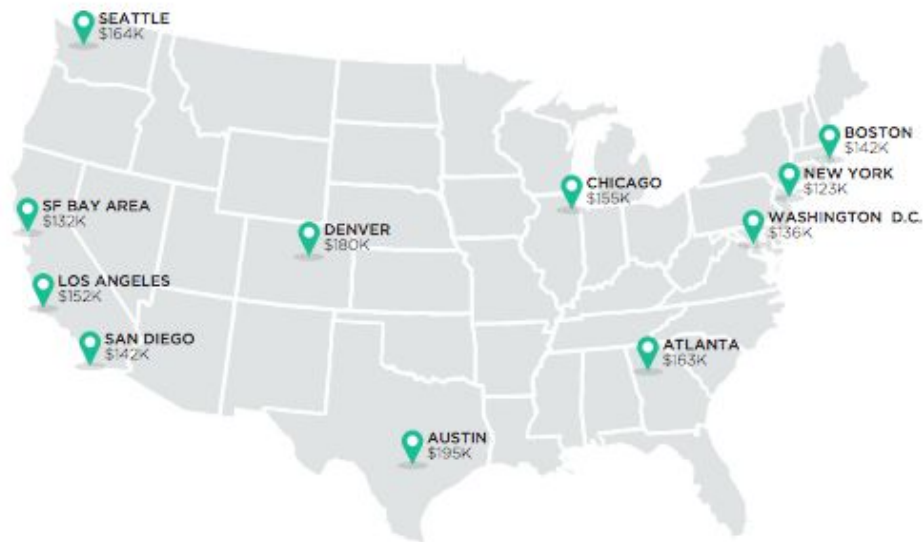 SEATTLE
$164K
BOSTON
$142K
NEW YORK
$123K
CHICAGO
$155K
SF BAY AREA
$132K
WASHINGTON D.C.
$136K
DENVER
$180K
LOS ANGELES
$152K
SAN DIEGO
$142K
ATLANTA
$163K
AUSTIN
$195K